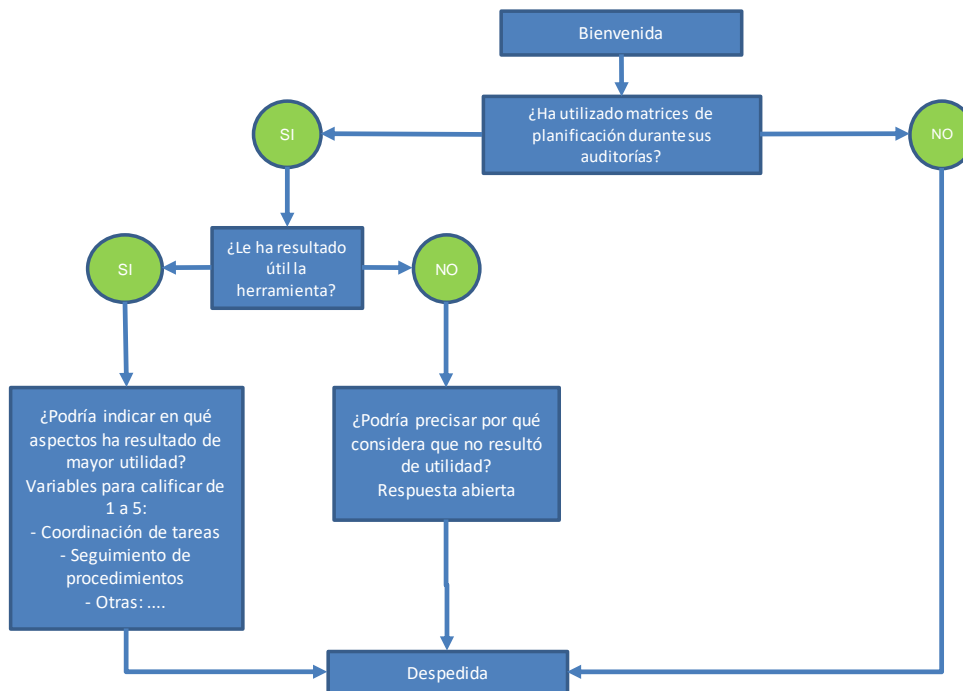 Bienvenida
¿Ha utilizado matrices de
planificación durante sus
auditorías?
SI
NO
¿Le ha resultado
útil la
herramienta?
SI
NO
¿Podría indicar en qué
aspectos ha resultado de
mayor utilidad?
Variables para calificar de
1 a 5:
- Coordinación de tareas
- Seguimiento de
procedimientos
- Otras: ....
¿Podría precisar por qué
considera que no resultó
de utilidad?
Respuesta abierta
Despedida